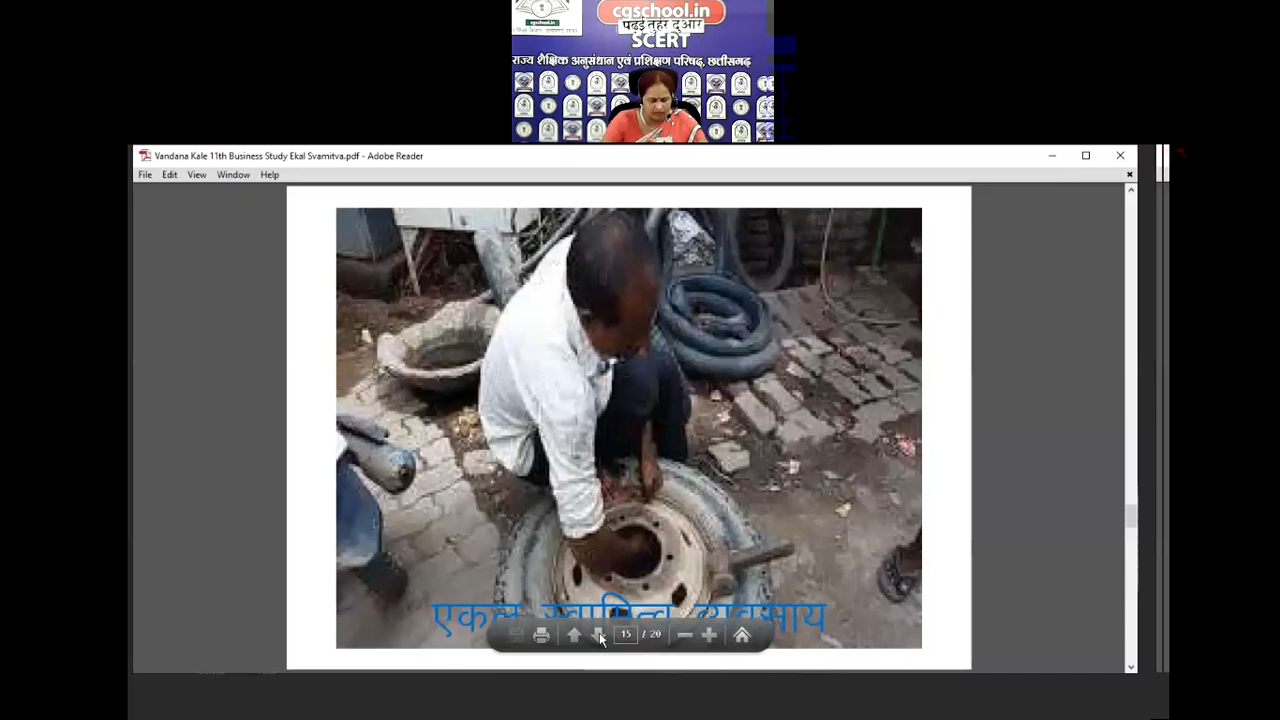 cgschool.in
पढ़ई तुंहर दुआर
SCERT
राज्य शैक्षिक अनुसंधान एवं प्रशिक्षण परिषद्, छत्तीसगढ़
Vandana Kale 11th Business Study Ekal Svamitva.pdf - Adobe Reader
File Edit View Window Help
एकल स्वामित्व व्यवसाय
15 / 20